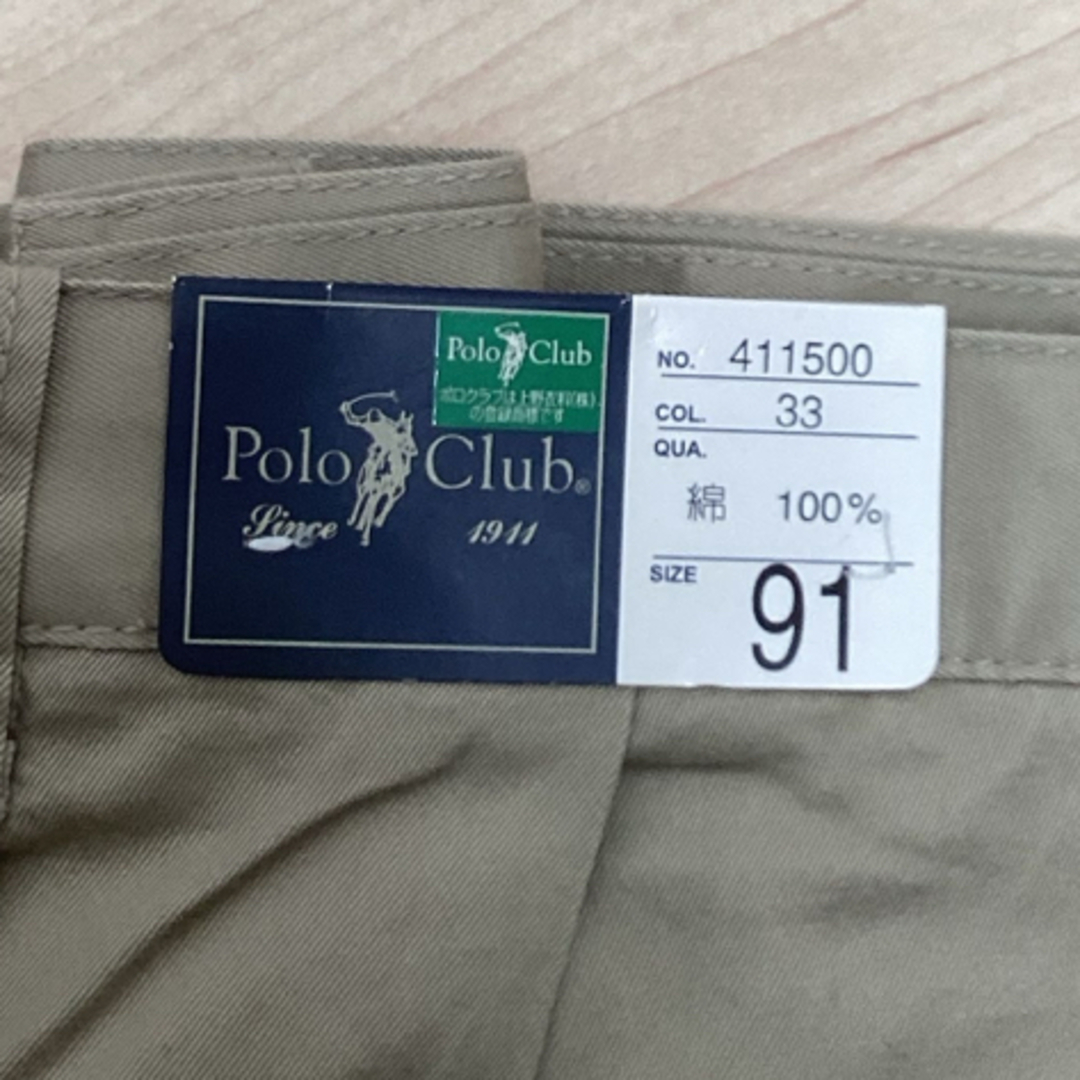 Polo Club
ポロクラブは上野衣料(株)
の登録商標です
Polo Club®
Since 1911
NO. 411500
COL. 33
QUA.
綿 100%
SIZE 91